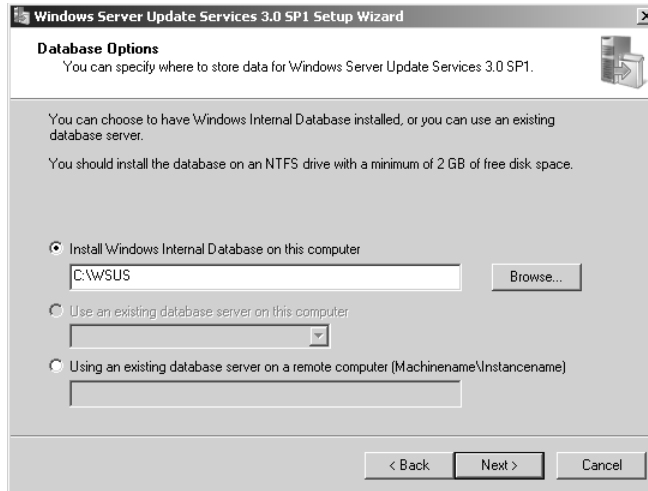 Windows Server Update Services 3.0 SP1 Setup Wizard
Database Options
You can specify where to store data for Windows Server Update Services 3.0 SP1.
You can choose to have Windows Internal Database installed, or you can use an existing
database server.
You should install the database on an NTFS drive with a minimum of 2 GB of free disk space.
Install Windows Internal Database on this computer
C:\WSUS
Browse...
Use an existing database server on this computer
Using an existing database server on a remote computer (Machinename\Instancename)
< Back
Next >
Cancel